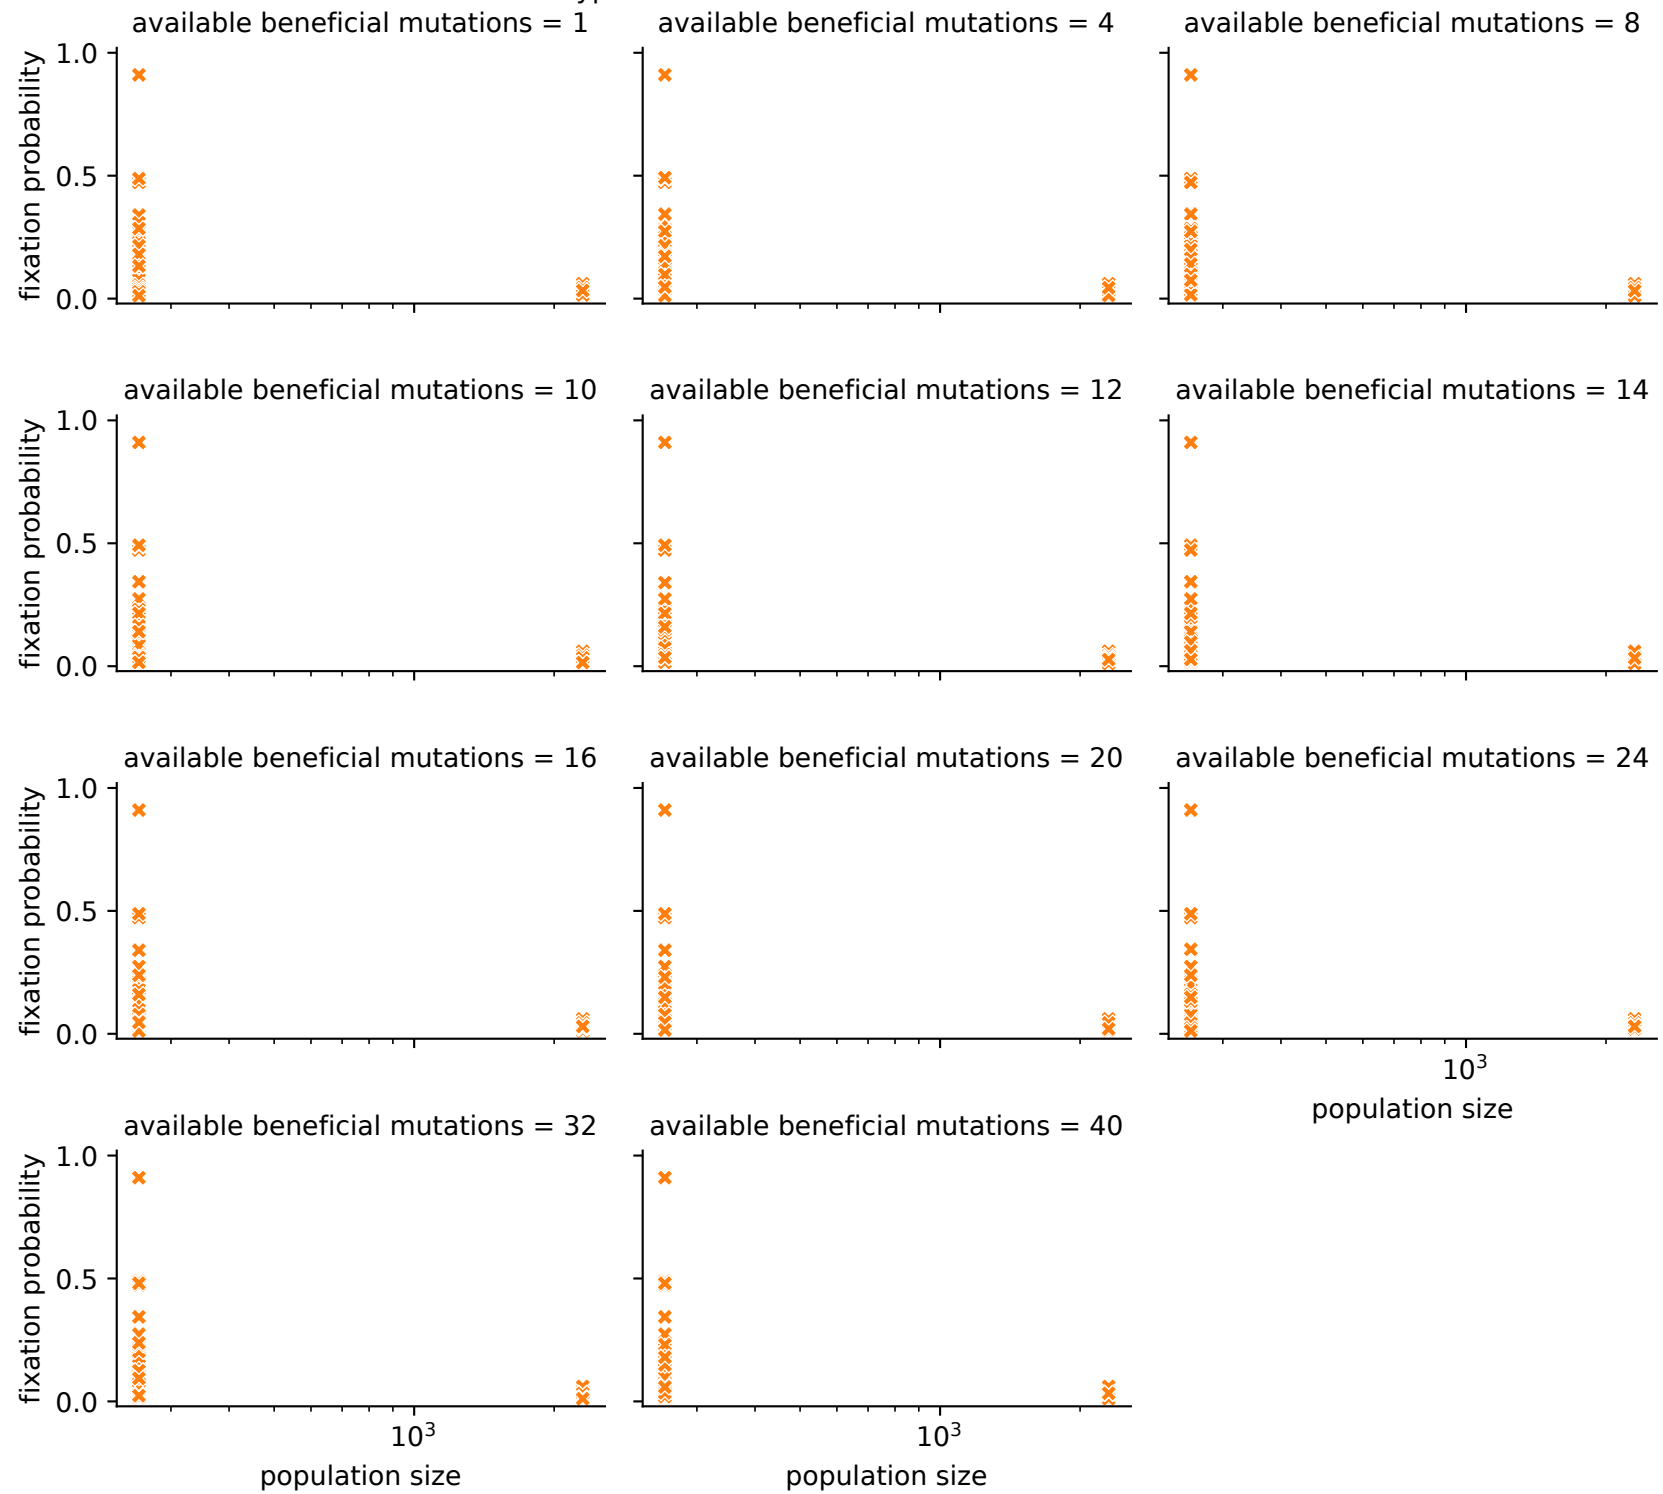 available beneficial mutations = 1
available beneficial mutations = 4
available beneficial mutations = 8
1.0
0.5
0.0
fixation probability
available beneficial mutations = 10
available beneficial mutations = 12
available beneficial mutations = 14
1.0
0.5
0.0
fixation probability
available beneficial mutations = 16
available beneficial mutations = 20
available beneficial mutations = 24
1.0
0.5
0.0
fixation probability
10³
population size
available beneficial mutations = 32
available beneficial mutations = 40
1.0
0.5
0.0
fixation probability
10³
10³
population size
population size